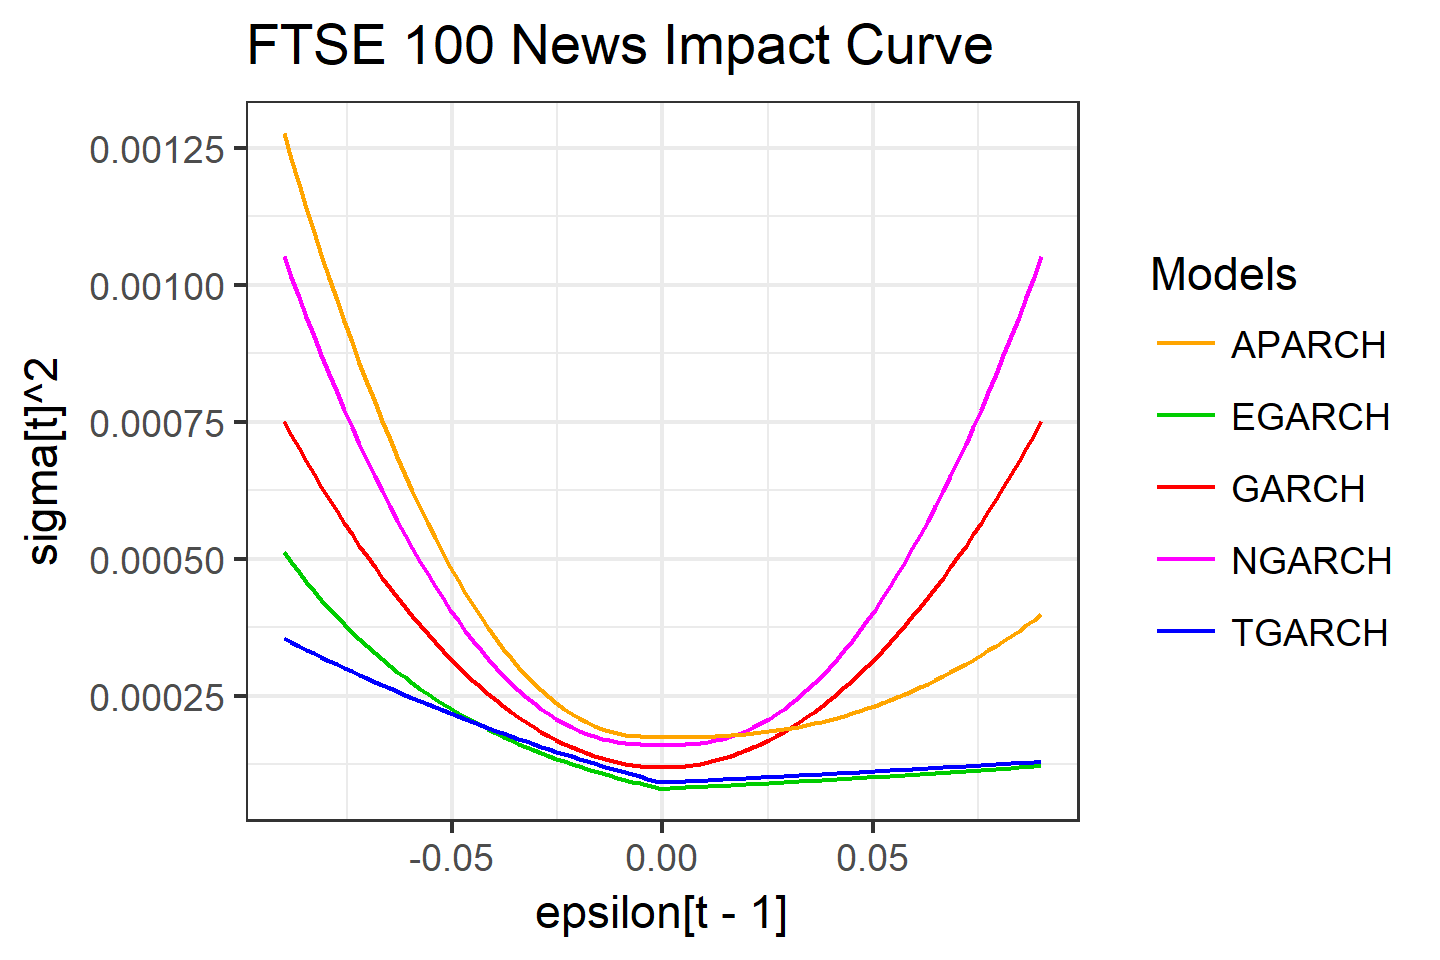 FTSE 100 News Impact Curve
0.00125
0.00100
0.00075
0.00050
0.00025
sigma[t]^2
-0.05 0.00 0.05
epsilon[t - 1]
Models
APARCH
EGARCH
GARCH
NGARCH
TGARCH